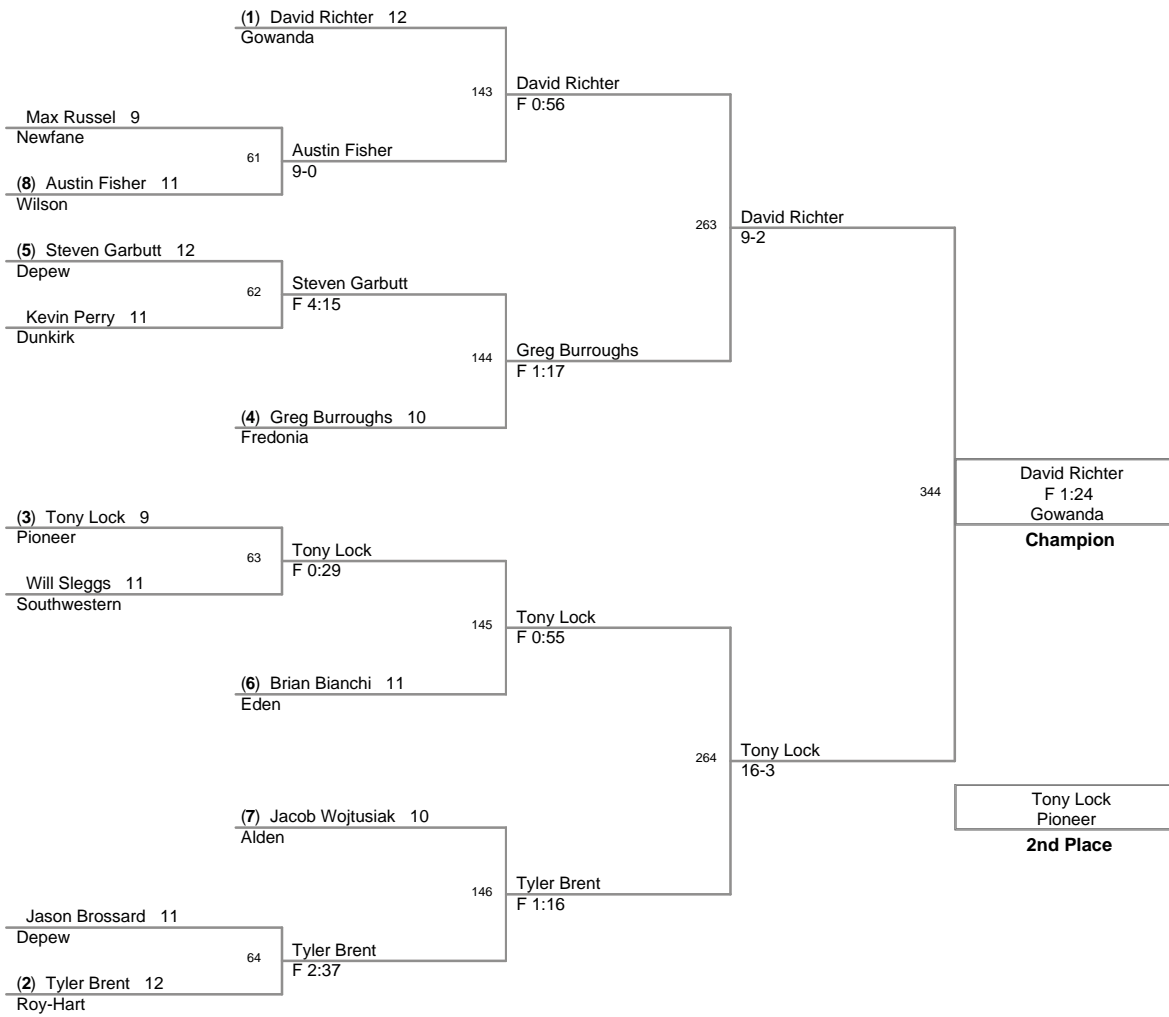 (1) David Richter 12
Gowanda
143
David Richter
F 0:56
Max Russel 9
Newfane
61
Austin Fisher
9-0
(8) Austin Fisher 11
Wilson
263
David Richter
9-2
(5) Steven Garbutt 12
Depew
62
Steven Garbutt
F 4:15
Kevin Perry 11
Dunkirk
144
Greg Burroughs
F 1:17
(4) Greg Burroughs 10
Fredonia
344
David Richter
F 1:24
Gowanda
Champion
(3) Tony Lock 9
Pioneer
63
Tony Lock
F 0:29
Will Sleggs 11
Southwestern
145
Tony Lock
F 0:55
(6) Brian Bianchi 11
Eden
264
Tony Lock
16-3
Tony Lock
Pioneer
2nd Place
(7) Jacob Wojtusiak 10
Alden
146
Tyler Brent
F 1:16
Jason Brossard 11
Depew
64
Tyler Brent
F 2:37
(2) Tyler Brent 12
Roy-Hart